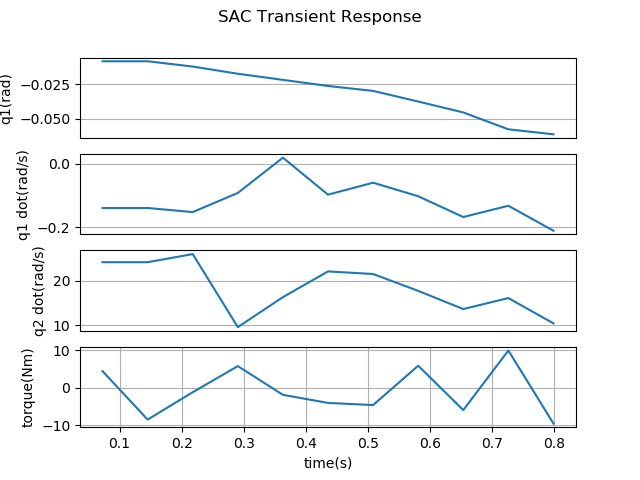 SAC Transient Response
q1(rad)
−0.025
−0.050
q1 dot(rad/s)
0.0
−0.2
q2 dot(rad/s)
20
10
torque(Nm)
10
0
−10
0.1 0.2 0.3 0.4 0.5 0.6 0.7 0.8
time(s)